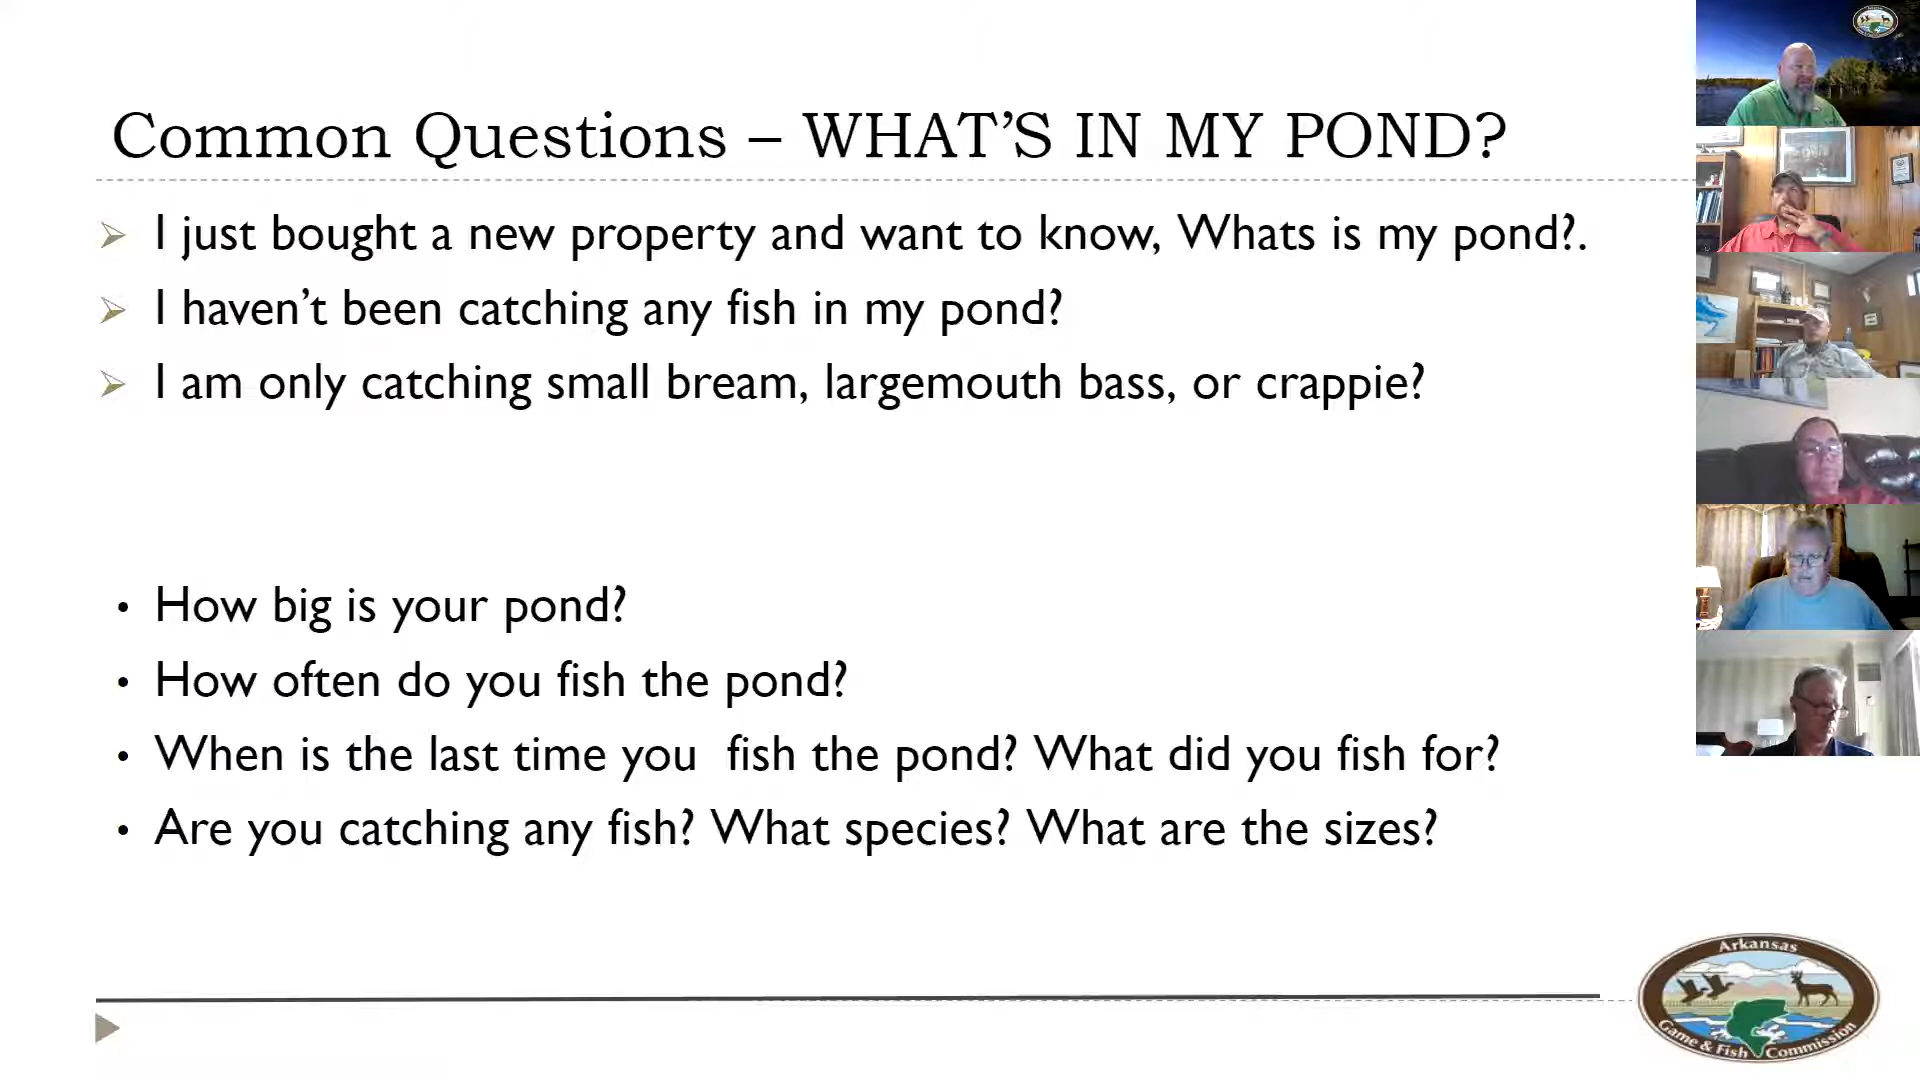 Common Questions – WHAT’S IN MY POND?
I just bought a new property and want to know, Whats is my pond?.
I haven’t been catching any fish in my pond?
I am only catching small bream, largemouth bass, or crappie?
How big is your pond?
How often do you fish the pond?
When is the last time you  fish the pond? What did you fish for?
Are you catching any fish? What species? What are the sizes?
Arkansas
Game & Fish Commission